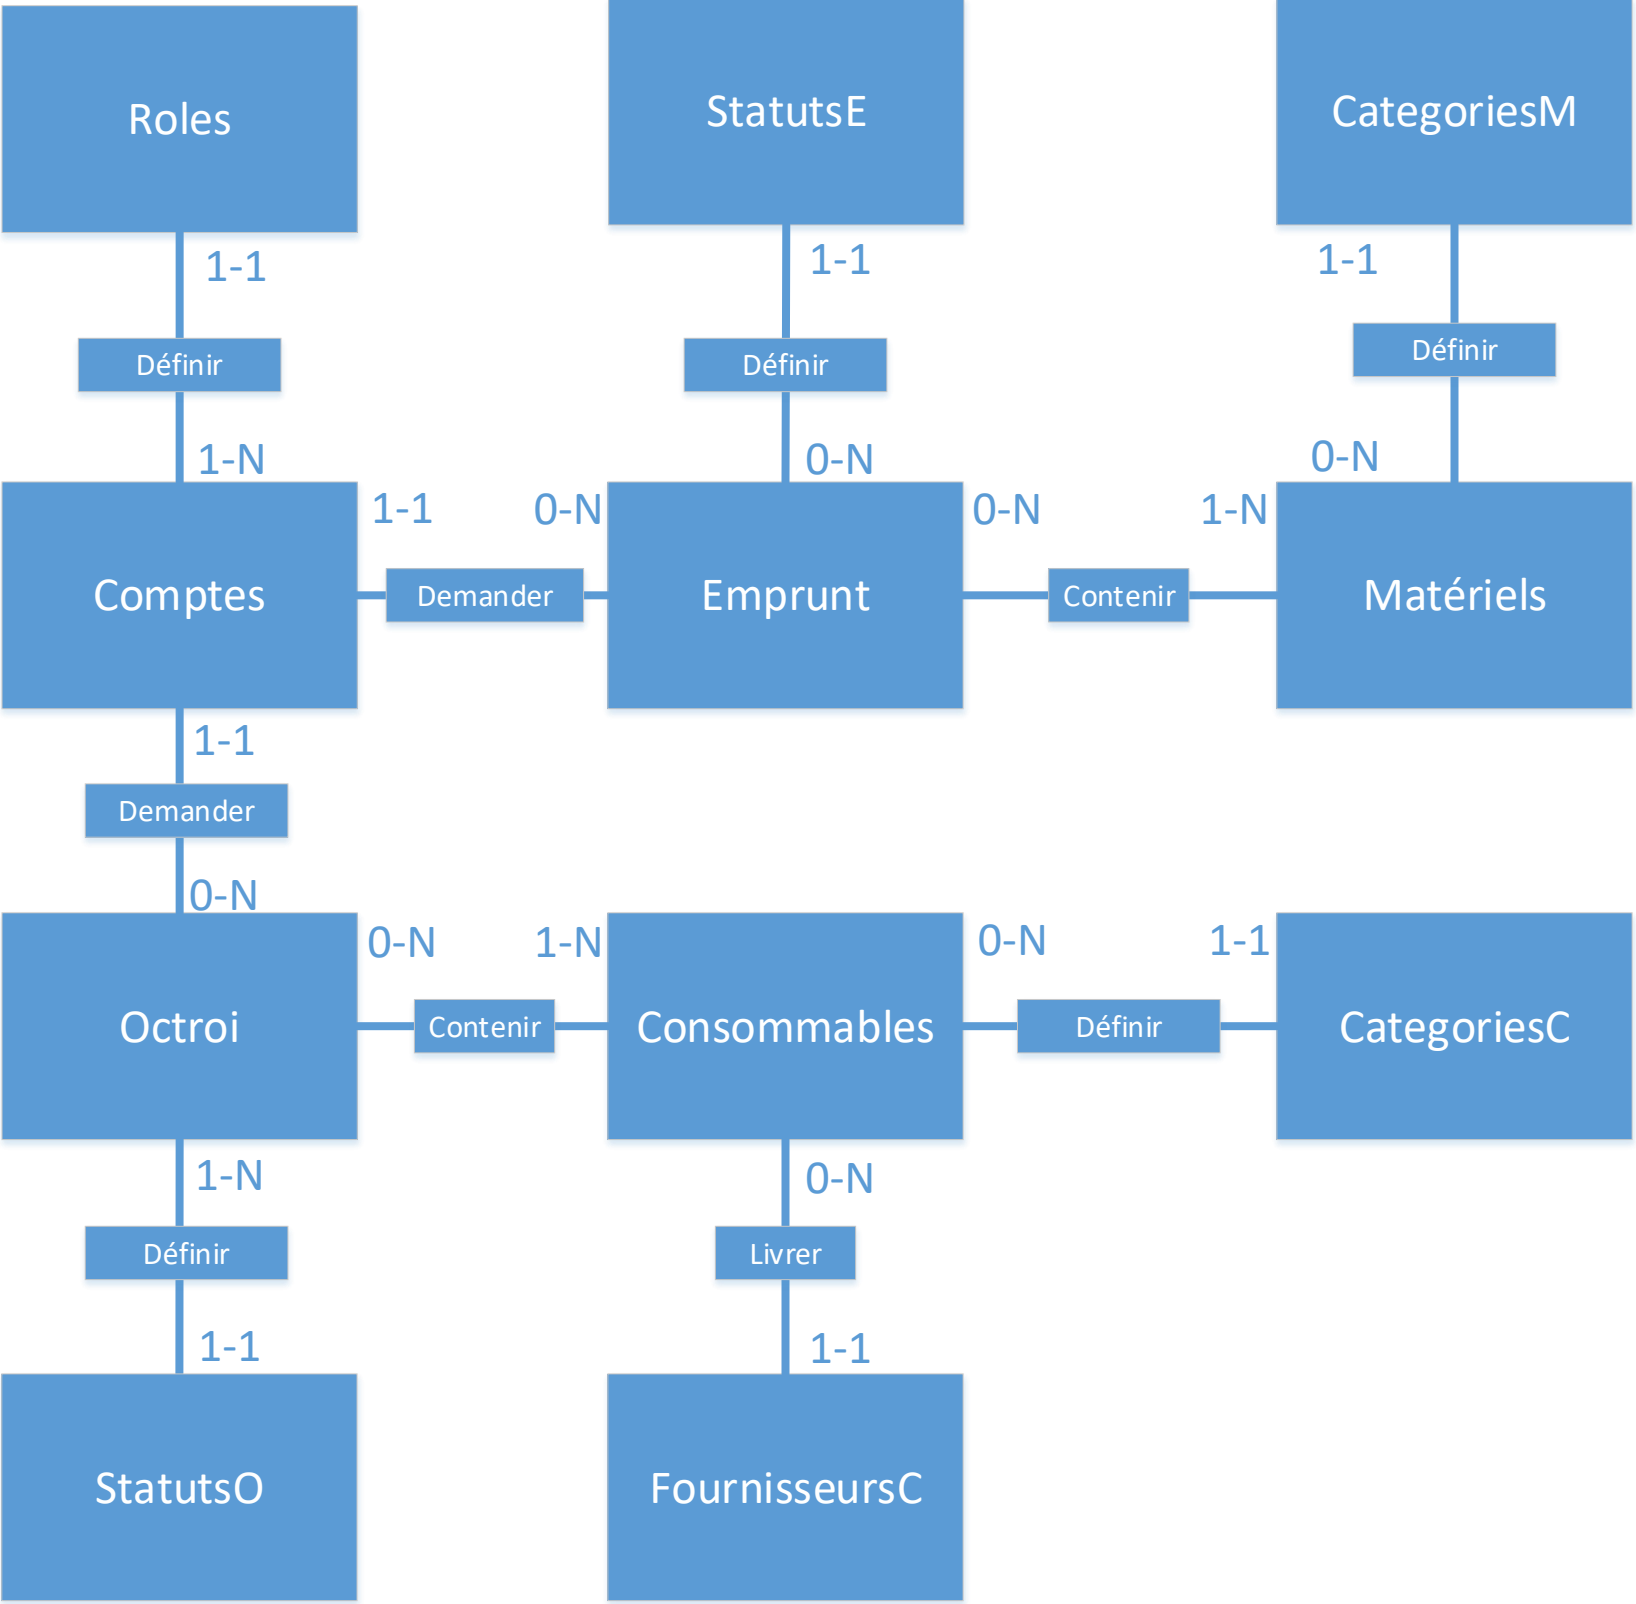 Roles
StatutsE
CategoriesM
1-1
1-1
1-1
Définir
Définir
Définir
1-N
0-N
0-N
1-1
0-N
0-N
1-N
Comptes
Demander
Emprunt
Contenir
Matériels
1-1
Demander
0-N
0-N
1-N
0-N
1-1
Octroi
Contenir
Consommables
Définir
CategoriesC
1-N
0-N
Définir
Livrer
1-1
1-1
StatutsO
FournisseursC